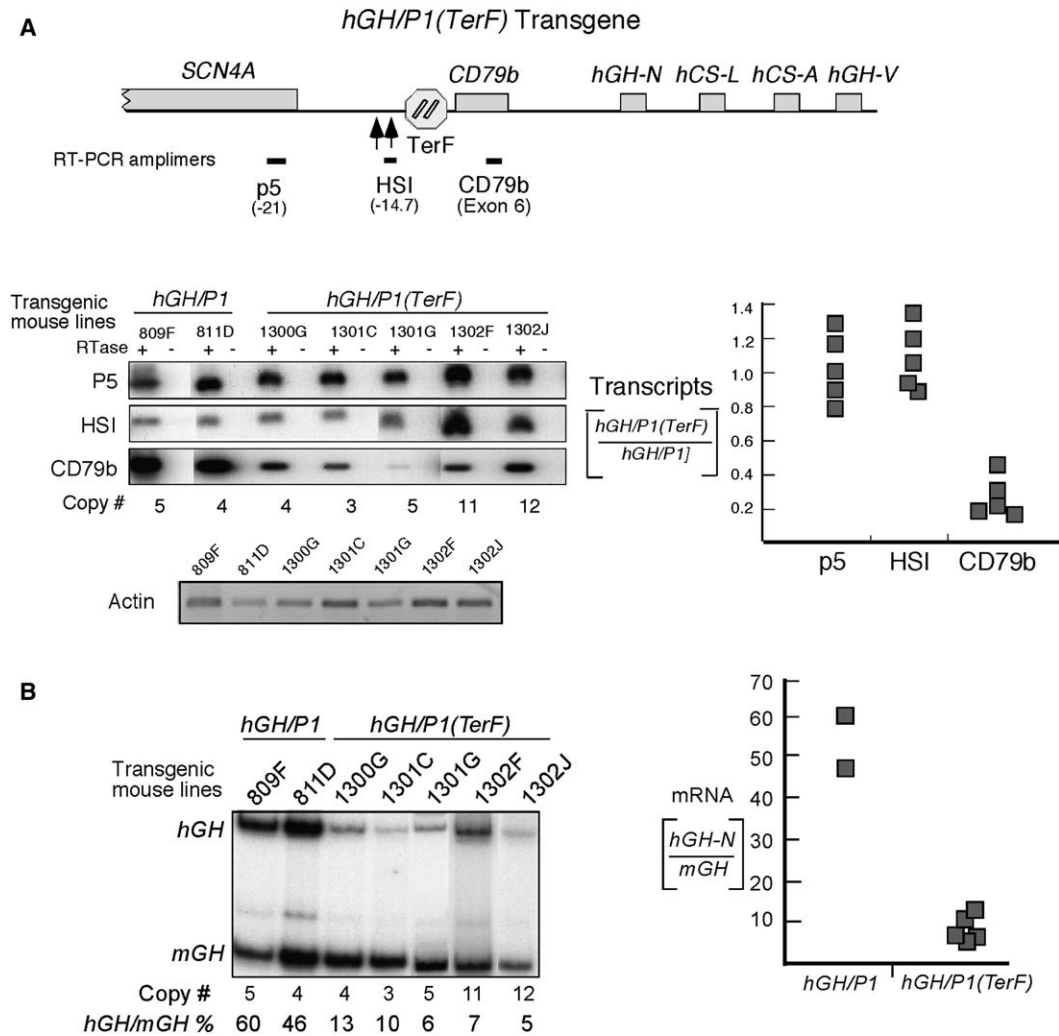 A
hGH/P1(TerF) Transgene
SCN4A
CD79b
hGH-N
hCS-L
hCS-A
hGH-V
TerF
RT-PCR amplimers
p5
(-21)
HSI
(-14.7)
CD79b
(Exon 6)
Transgenic
mouse lines
hGH/P1
hGH/P1(TerF)
809F 811D 1300G 1301C 1301G 1302F 1302J
RTase + - + - + - + - + - + - + -
P5
HSI
CD79b
Copy # 5 4 4 3 5 11 12
809F 811D 1300G 1301C 1301G 1302F 1302J
Actin
Transcripts
hGH/P1(TerF)
hGH/P1]
1.4
1.2
1.0
0.8
0.6
0.4
0.2
p5 HSI CD79b
B
hGH/P1
hGH/P1(TerF)
Transgenic
mouse lines
809F 811D 1300G 1301C 1301G 1302F 1302J
hGH
mGH
Copy # 5 4 4 3 5 11 12
hGH/mGH % 60 46 13 10 6 7 5
mRNA
hGH-N
mGH
70
60
50
40
30
20
10
hGH/P1 hGH/P1(TerF)